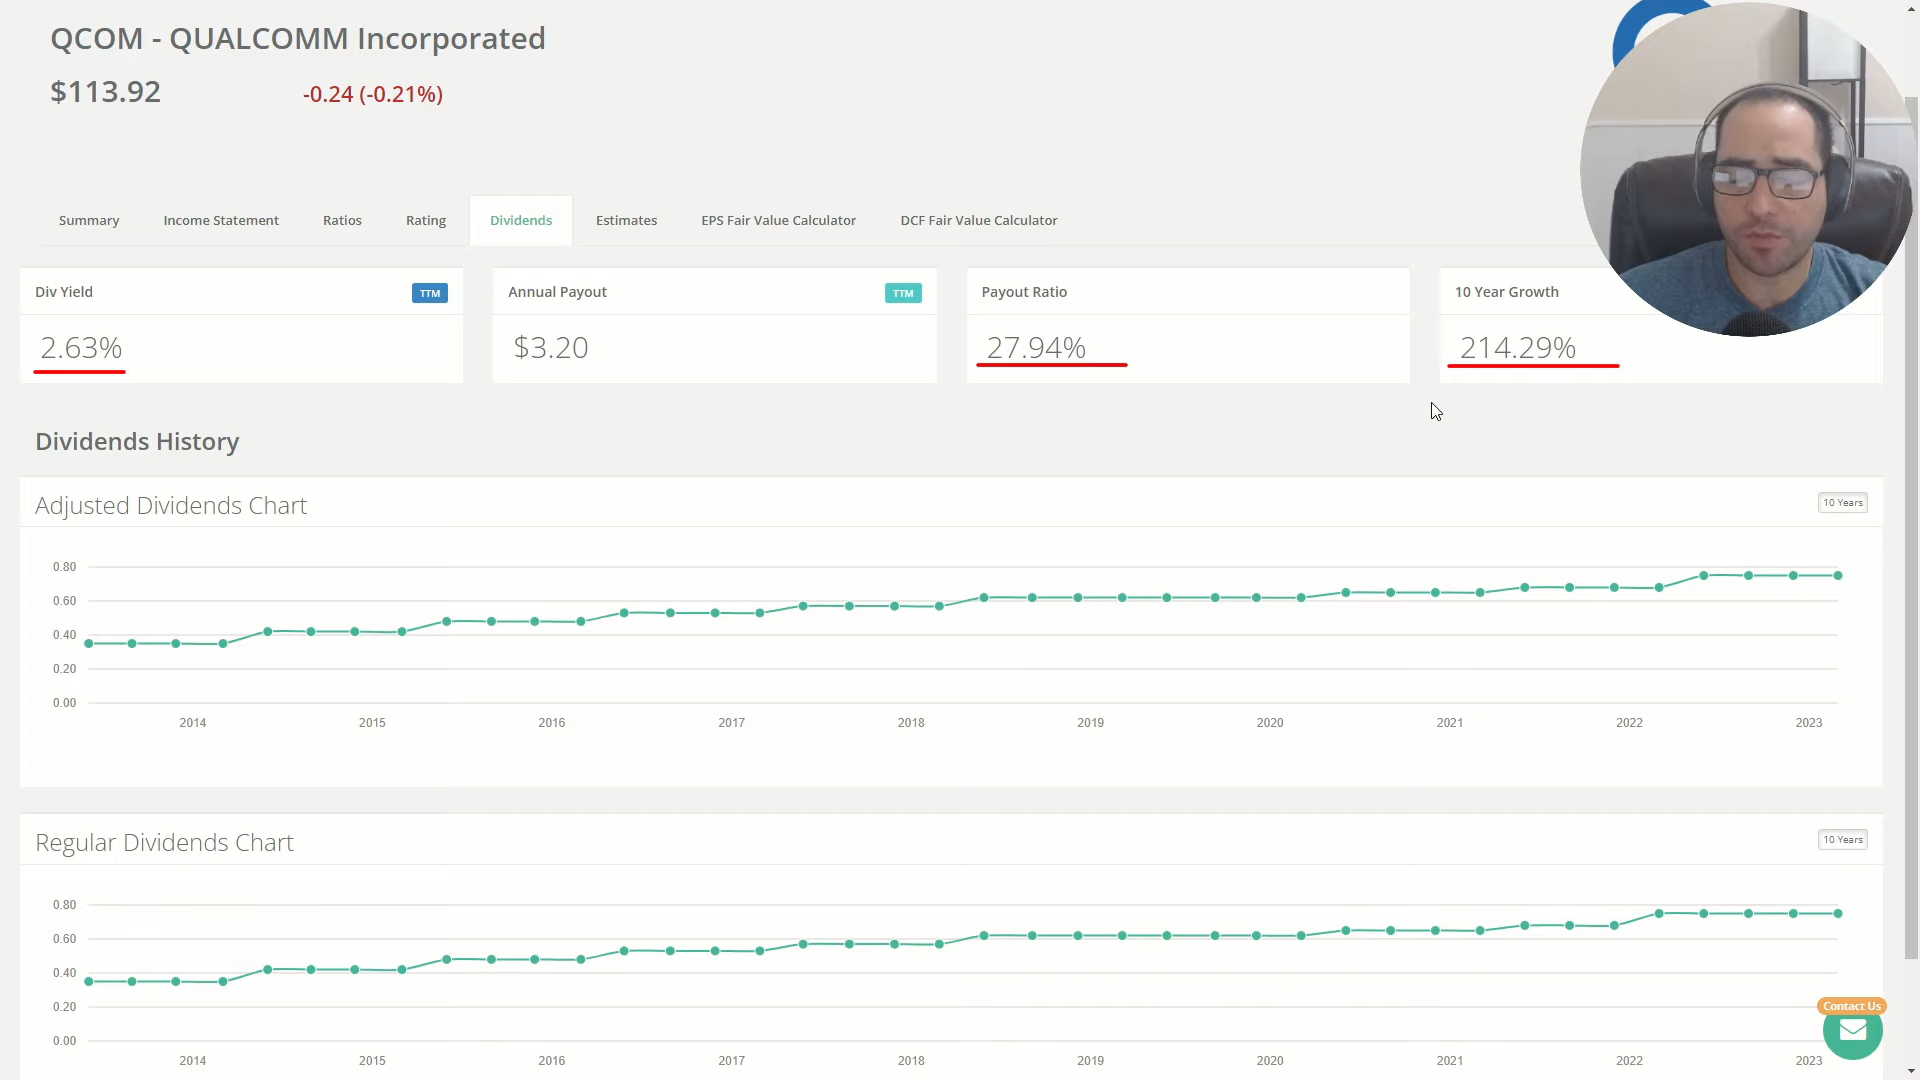 QCOM - QUALCOMM Incorporated
$113.92 -0.24 (-0.21%)
Summary Income Statement Ratios Rating Dividends Estimates EPS Fair Value Calculator DCF Fair Value Calculator
Div Yield TTM Annual Payout TTM Payout Ratio 10 Year Growth
2.63% $3.20 27.94% 214.29%
Dividends History
Adjusted Dividends Chart 10 Years
0.80
0.60
0.40
0.20
0.00
2014 2015 2016 2017 2018 2019 2020 2021 2022 2023
Regular Dividends Chart 10 Years
0.80
0.60
0.40
0.20
0.00
Contact Us
2014 2015 2016 2017 2018 2019 2020 2021 2022 2023